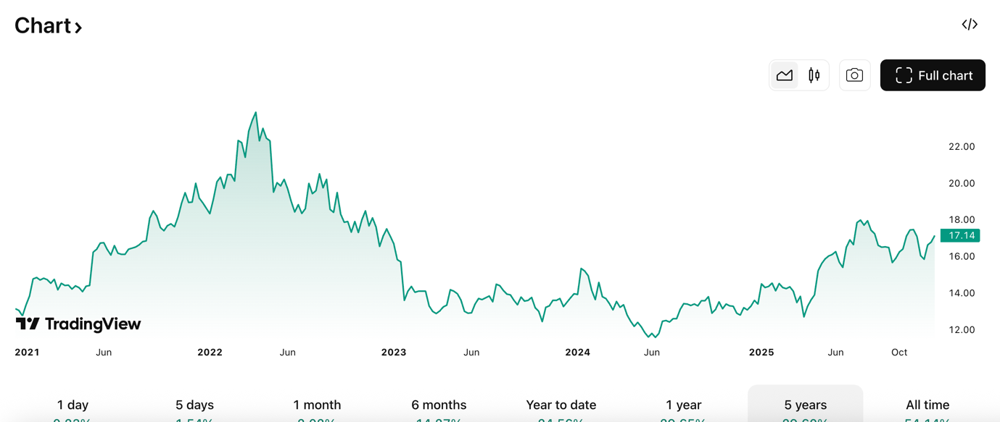 Chart
Full chart
22.00
20.00
18.00
17.14
16.00
14.00
12.00
TradingView
2021 Jun 2022 Jun 2023 Jun 2024 Jun 2025 Jun Oct
1 day 5 days 1 month 6 months Year to date 1 year 5 years All time